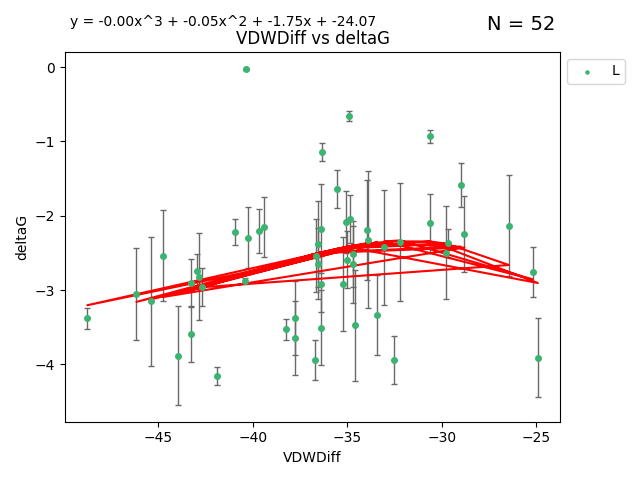 y = -0.00x^3 + -0.05x^2 + -1.75x + -24.07
N = 52
VDWDiff vs deltaG
L
deltaG
0
−1
−2
−3
−4
−45
−40
−35
−30
−25
VDWDiff